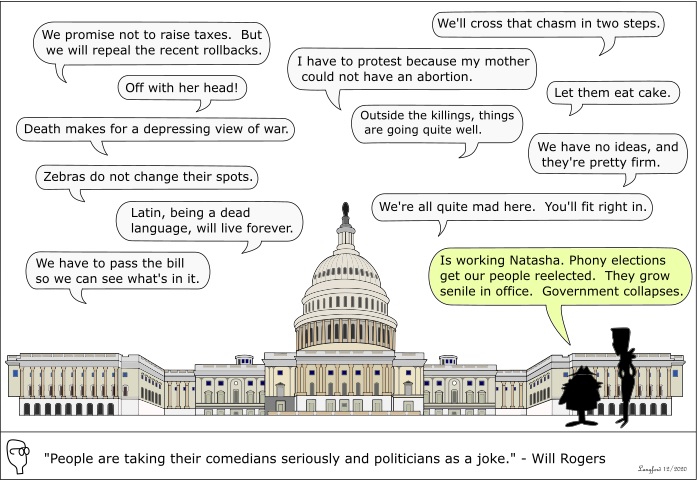 We'll cross that chasm in two steps.
We promise not to raise taxes. But
we will repeal the recent rollbacks.
I have to protest because my mother
could not have an abortion.
Off with her head!
Let them eat cake.
Outside the killings, things
are going quite well.
Death makes for a depressing view of war.
We have no ideas, and
they're pretty firm.
Zebras do not change their spots.
We're all quite mad here. You'll fit right in.
Latin, being a dead
language, will live forever.
We have to pass the bill
so we can see what's in it.
Is working Natasha. Phony elections
get our people reelected. They grow
senile in office. Government collapses.
"People are taking their comedians seriously and politicians as a joke." - Will Rogers
Langford 12/2020